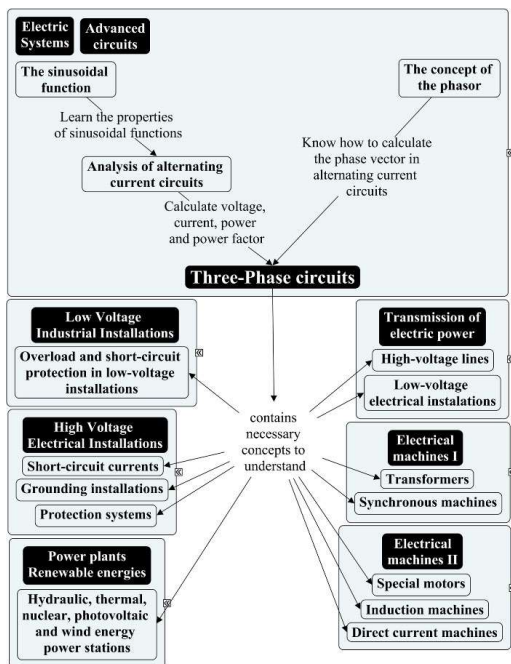 Electric
Systems
Advanced
circuits
The sinusoidal
function
The concept of
the phasor
Learn the properties
of sinusoidal functions
Know how to calculate
the phase vector in
alternating current
circuits
Analysis of alternating
current circuits
Calculate voltage,
current, power
and power factor
Three-Phase circuits
Low Voltage
Industrial Installations
Overload and short-circuit
protection in low-voltage
installations
Transmission of
electric power
High-voltage lines
Low-voltage
electrical instalations
contains
necessary
concepts to
understand
High Voltage
Electrical Installations
Short-circuit currents
Grounding installations
Protection systems
Electrical
machines I
Transformers
Synchronous machines
Power plants
Renewable energies
Hydraulic, thermal,
nuclear, photovoltaic
and wind energy
power stations
Electrical
machines II
Special motors
Induction machines
Direct current machines